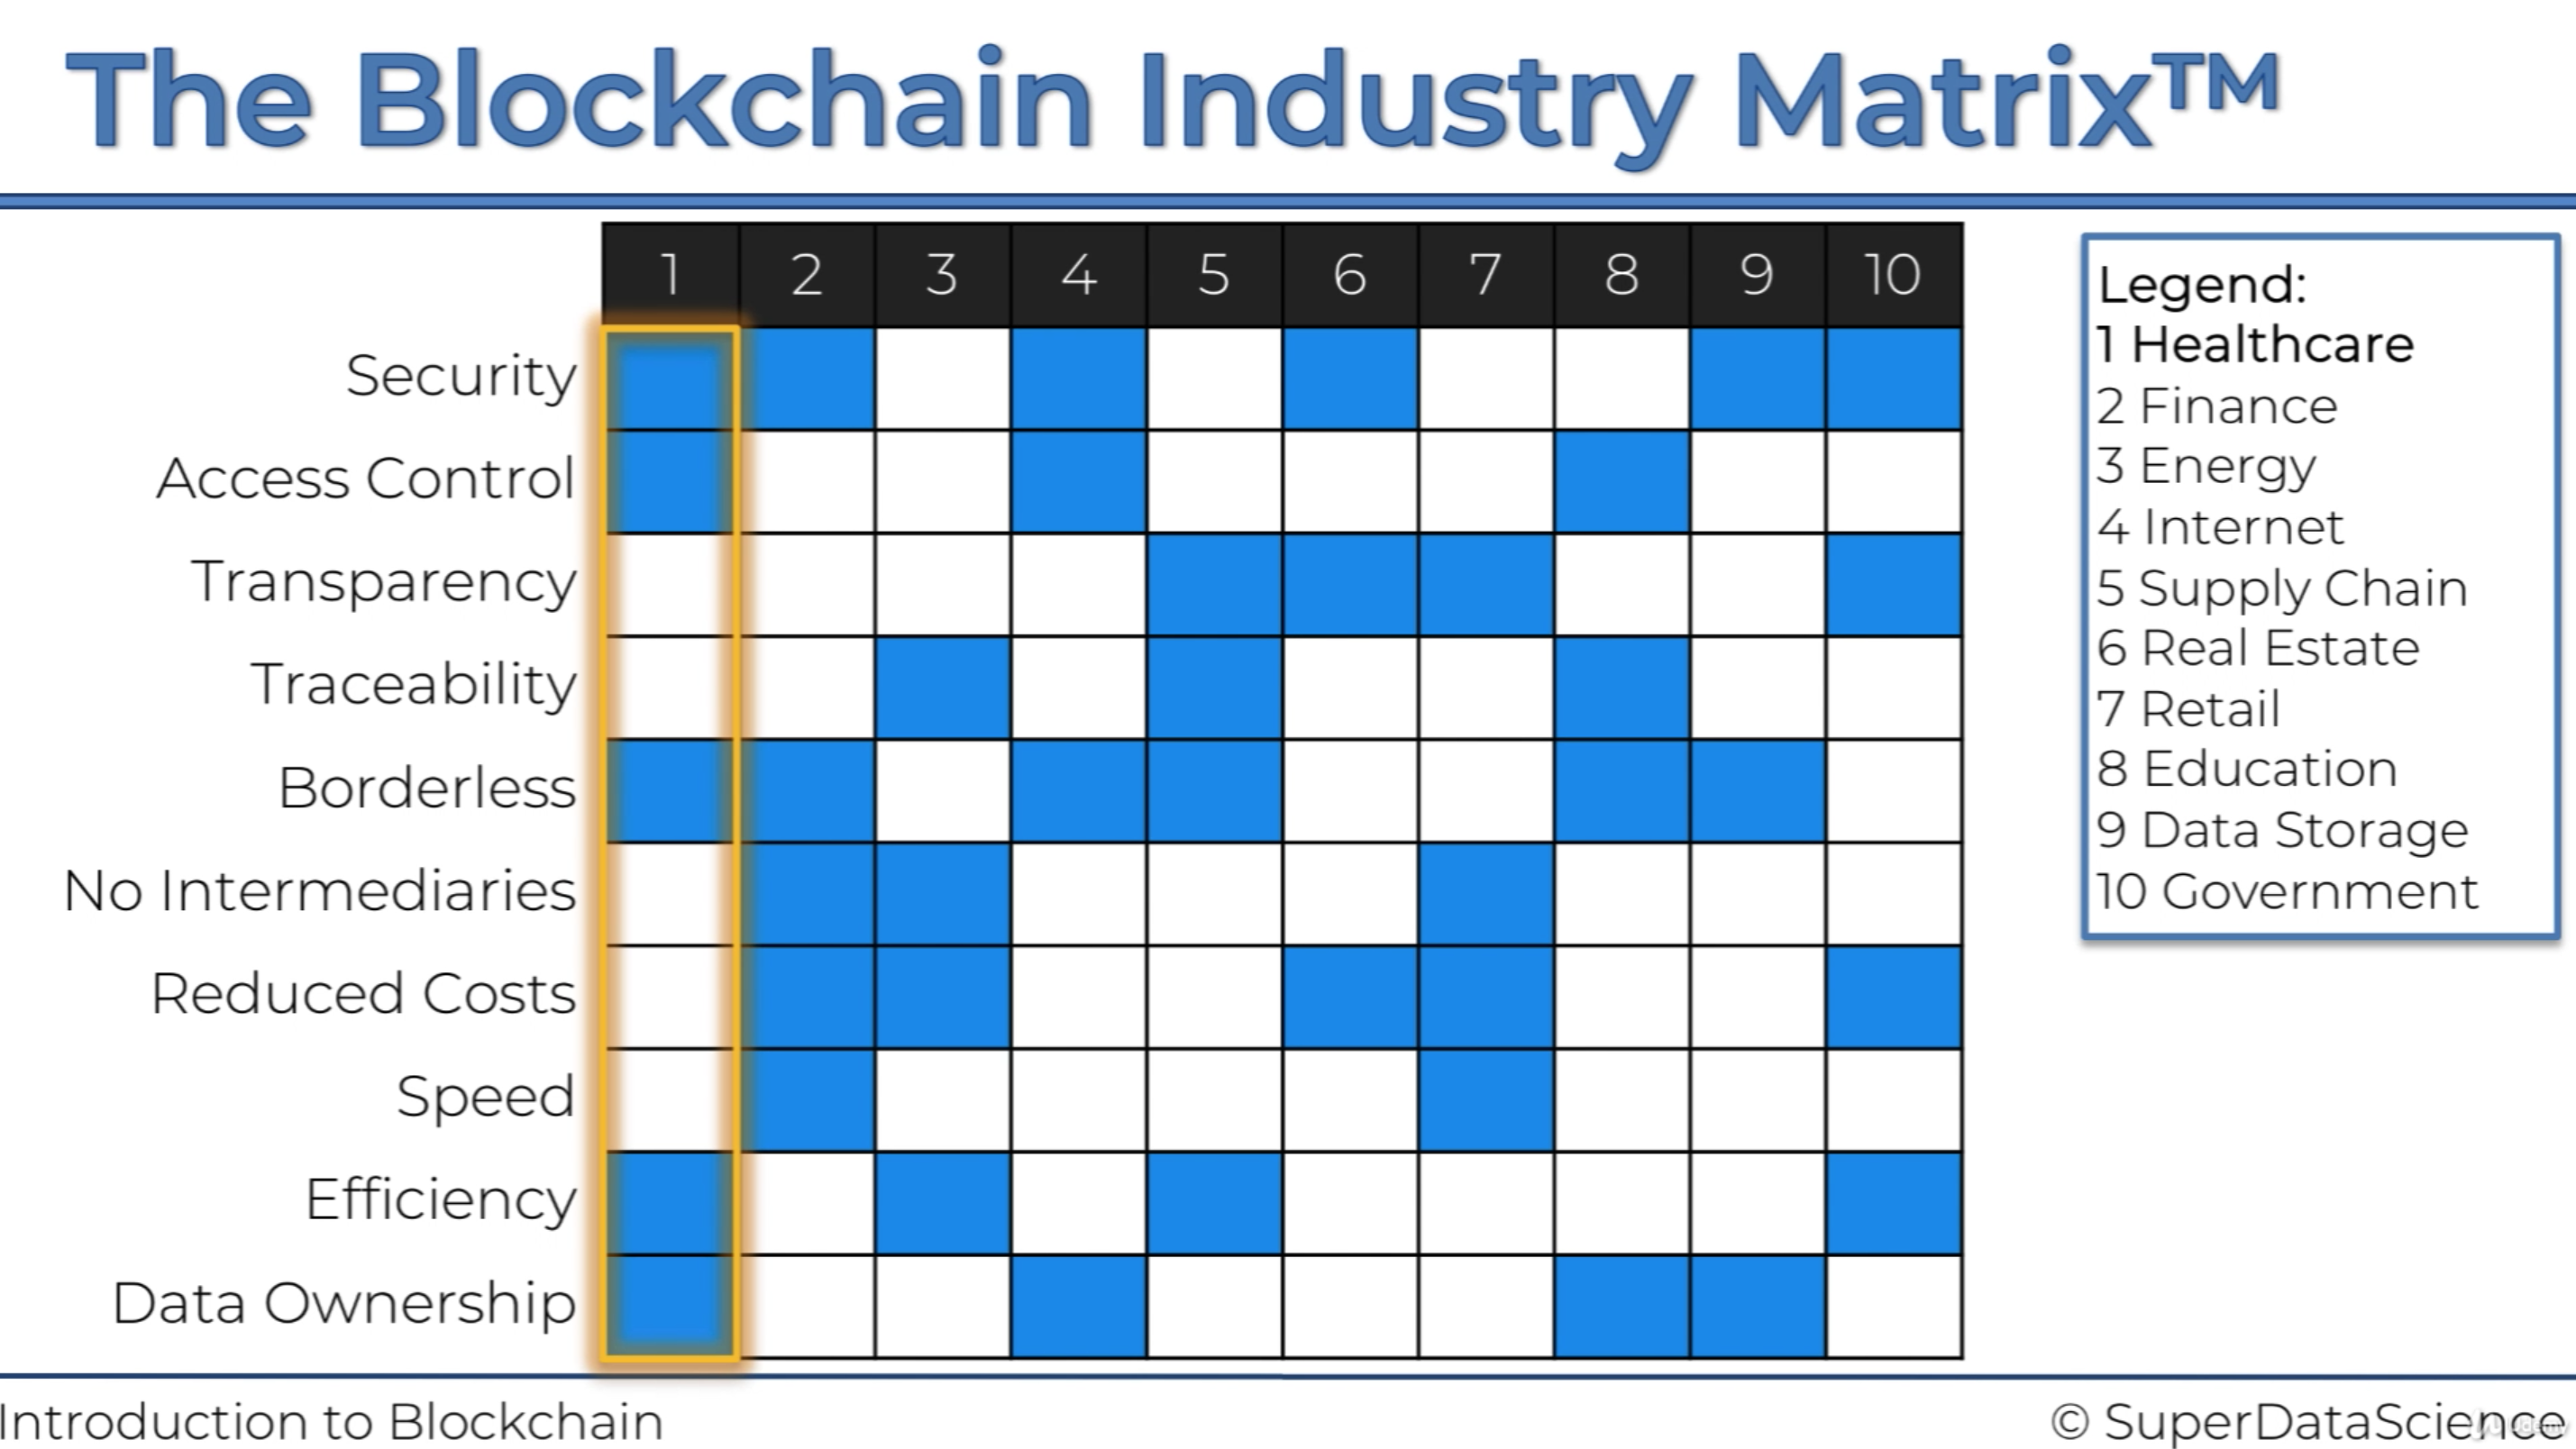 The Blockchain Industry Matrix™
1 2 3 4 5 6 7 8 9 10
Security
Access Control
Transparency
Traceability
Borderless
No Intermediaries
Reduced Costs
Speed
Efficiency
Data Ownership
Legend:
1 Healthcare
2 Finance
3 Energy
4 Internet
5 Supply Chain
6 Real Estate
7 Retail
8 Education
9 Data Storage
10 Government
Introduction to Blockchain
© SuperDataScience